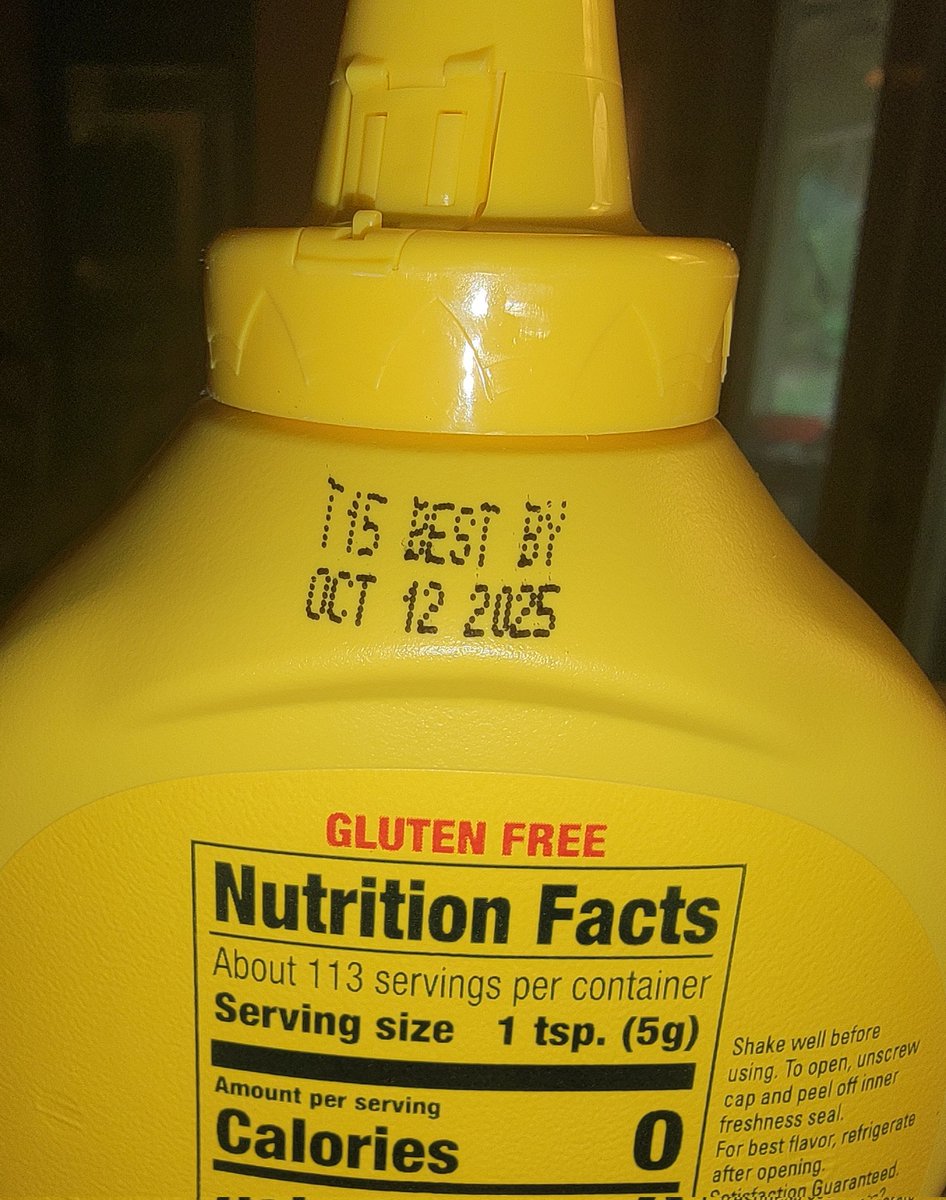 T15 BEST BY
OCT 12 2025
GLUTEN FREE
Nutrition Facts
About 113 servings per container
Serving size 1 tsp. (5g)
Amount per serving
Calories 0
Shake well before
using. To open, unscrew
cap and peel off inner
freshness seal.
For best flavor, refrigerate
after opening.
Satisfaction Guaranteed.